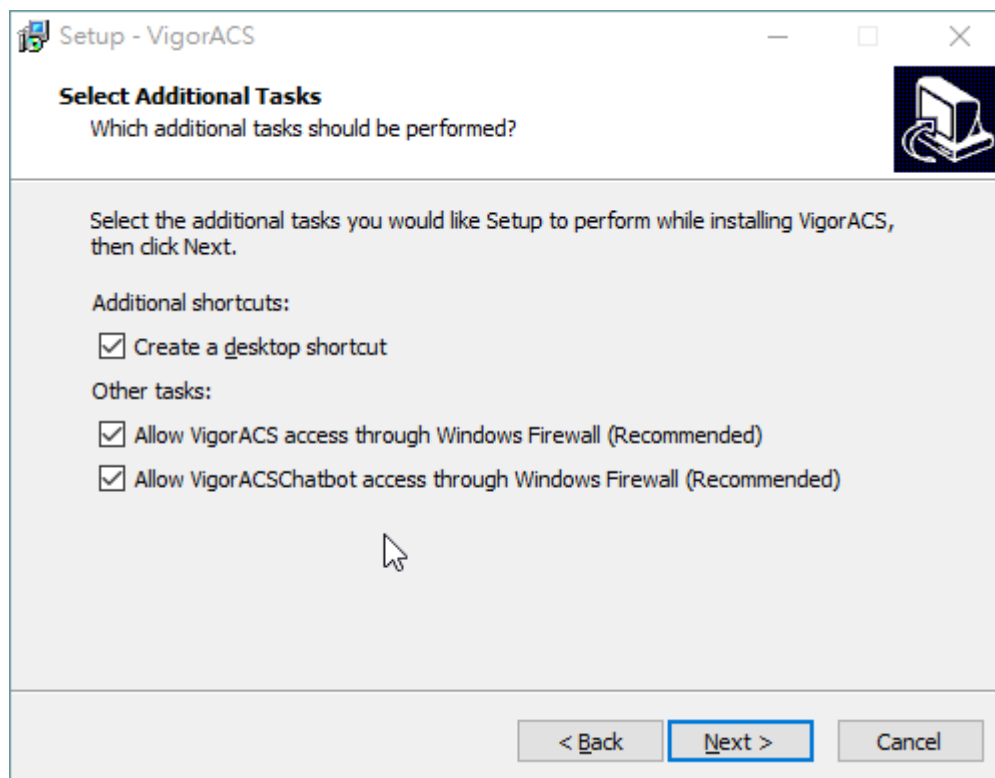 Setup - VigorACS
Select Additional Tasks
Which additional tasks should be performed?
Select the additional tasks you would like Setup to perform while installing VigorACS,
then click Next.
Additional shortcuts:
Create a desktop shortcut
Other tasks:
Allow VigorACS access through Windows Firewall (Recommended)
Allow VigorACSChatbot access through Windows Firewall (Recommended)
< Back Next > Cancel